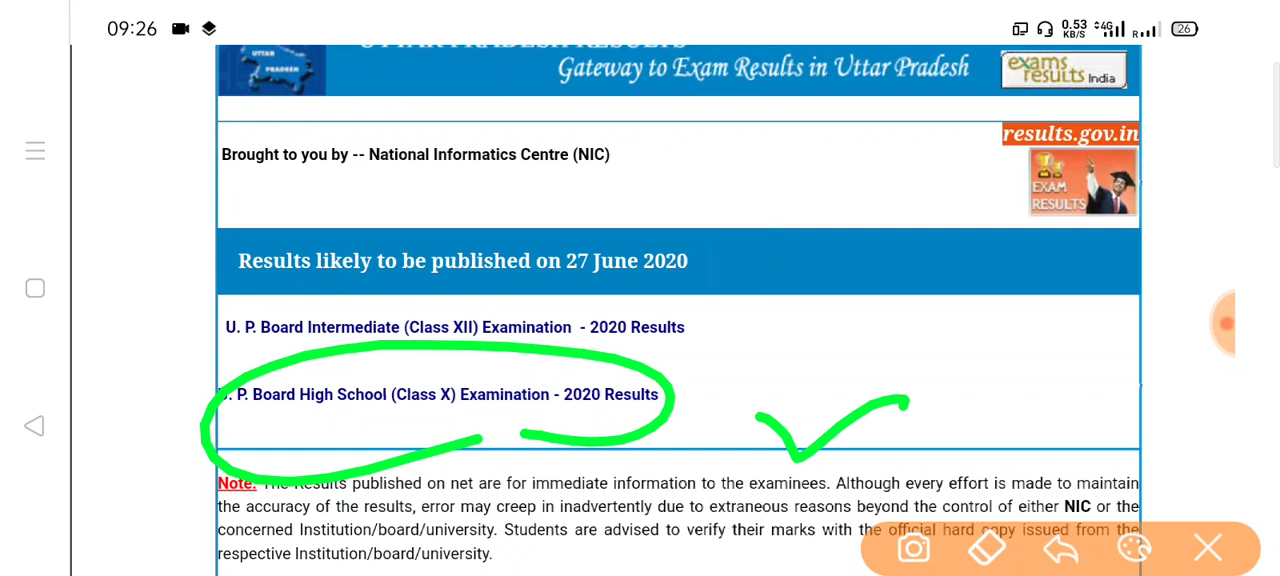 09:26
0.53 KB/S 4G R 26
UTTAR PRADESH RESULTS
UTTAR PRADESH
Gateway to Exam Results in Uttar Pradesh
exams results India
results.gov.in
Brought to you by -- National Informatics Centre (NIC)
EXAM
RESULTS
Results likely to be published on 27 June 2020
U. P. Board Intermediate (Class XII) Examination - 2020 Results
P. Board High School (Class X) Examination - 2020 Results
Note: The Results published on net are for immediate information to the examinees. Although every effort is made to maintain
the accuracy of the results, error may creep in inadvertently due to extraneous reasons beyond the control of either NIC or the
concerned Institution/board/university. Students are advised to verify their marks with the official hard copy issued from the
respective Institution/board/university.